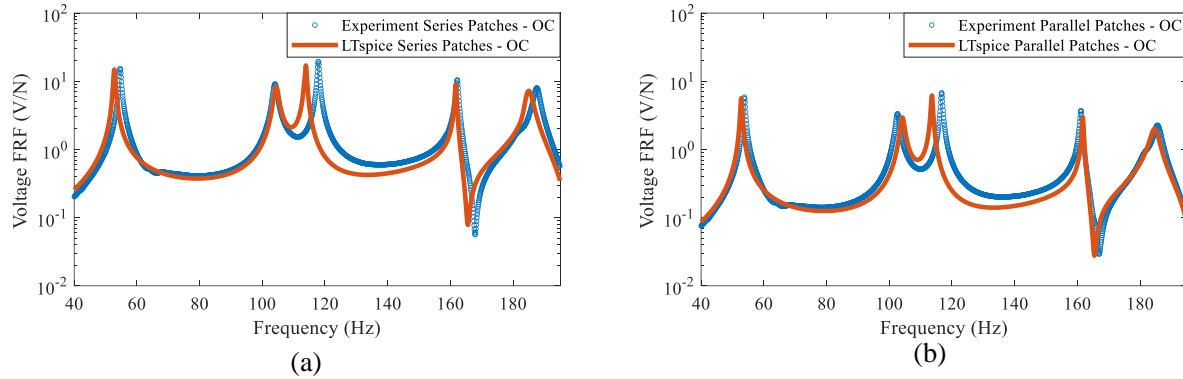 Experiment Series Patches - OC
LTspice Series Patches - OC
Voltage FRF (V/N)
10^2
10^1
10^0
10^-1
10^-2
40 60 80 100 120 140 160 180
Frequency (Hz)
(a)
Experiment Parallel Patches - OC
LTspice Parallel Patches - OC
Voltage FRF (V/N)
10^2
10^1
10^0
10^-1
10^-2
40 60 80 100 120 140 160 180
Frequency (Hz)
(b)